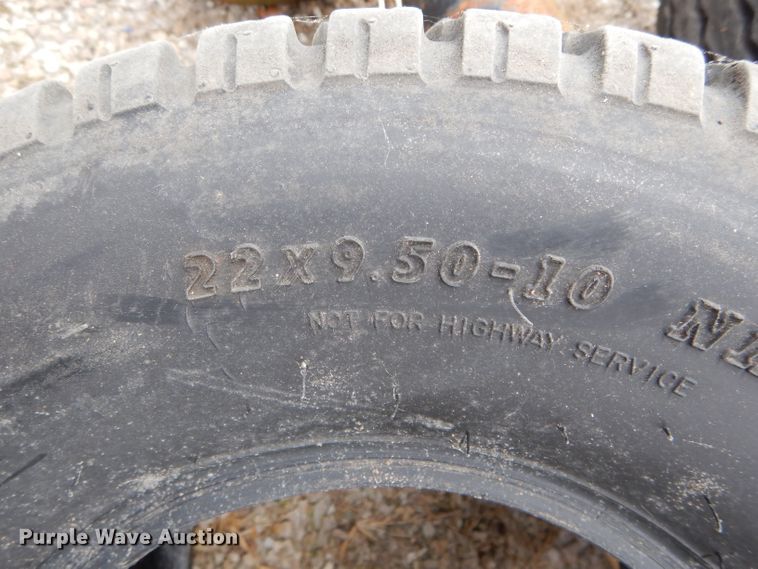 22X9.50-10
NOT FOR HIGHWAY SERVICE
Purple Wave Auction